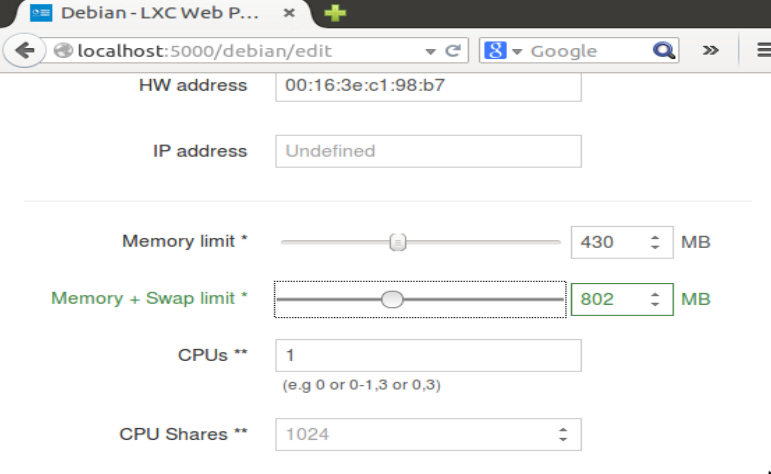 Debian - LXC Web P...
localhost:5000/debian/edit
8 Google
HW address 00:16:3e:c1:98:b7
IP address Undefined
Memory limit * 430 MB
Memory + Swap limit * 802 MB
CPUs ** 1
(e.g 0 or 0-1,3 or 0,3)
CPU Shares ** 1024